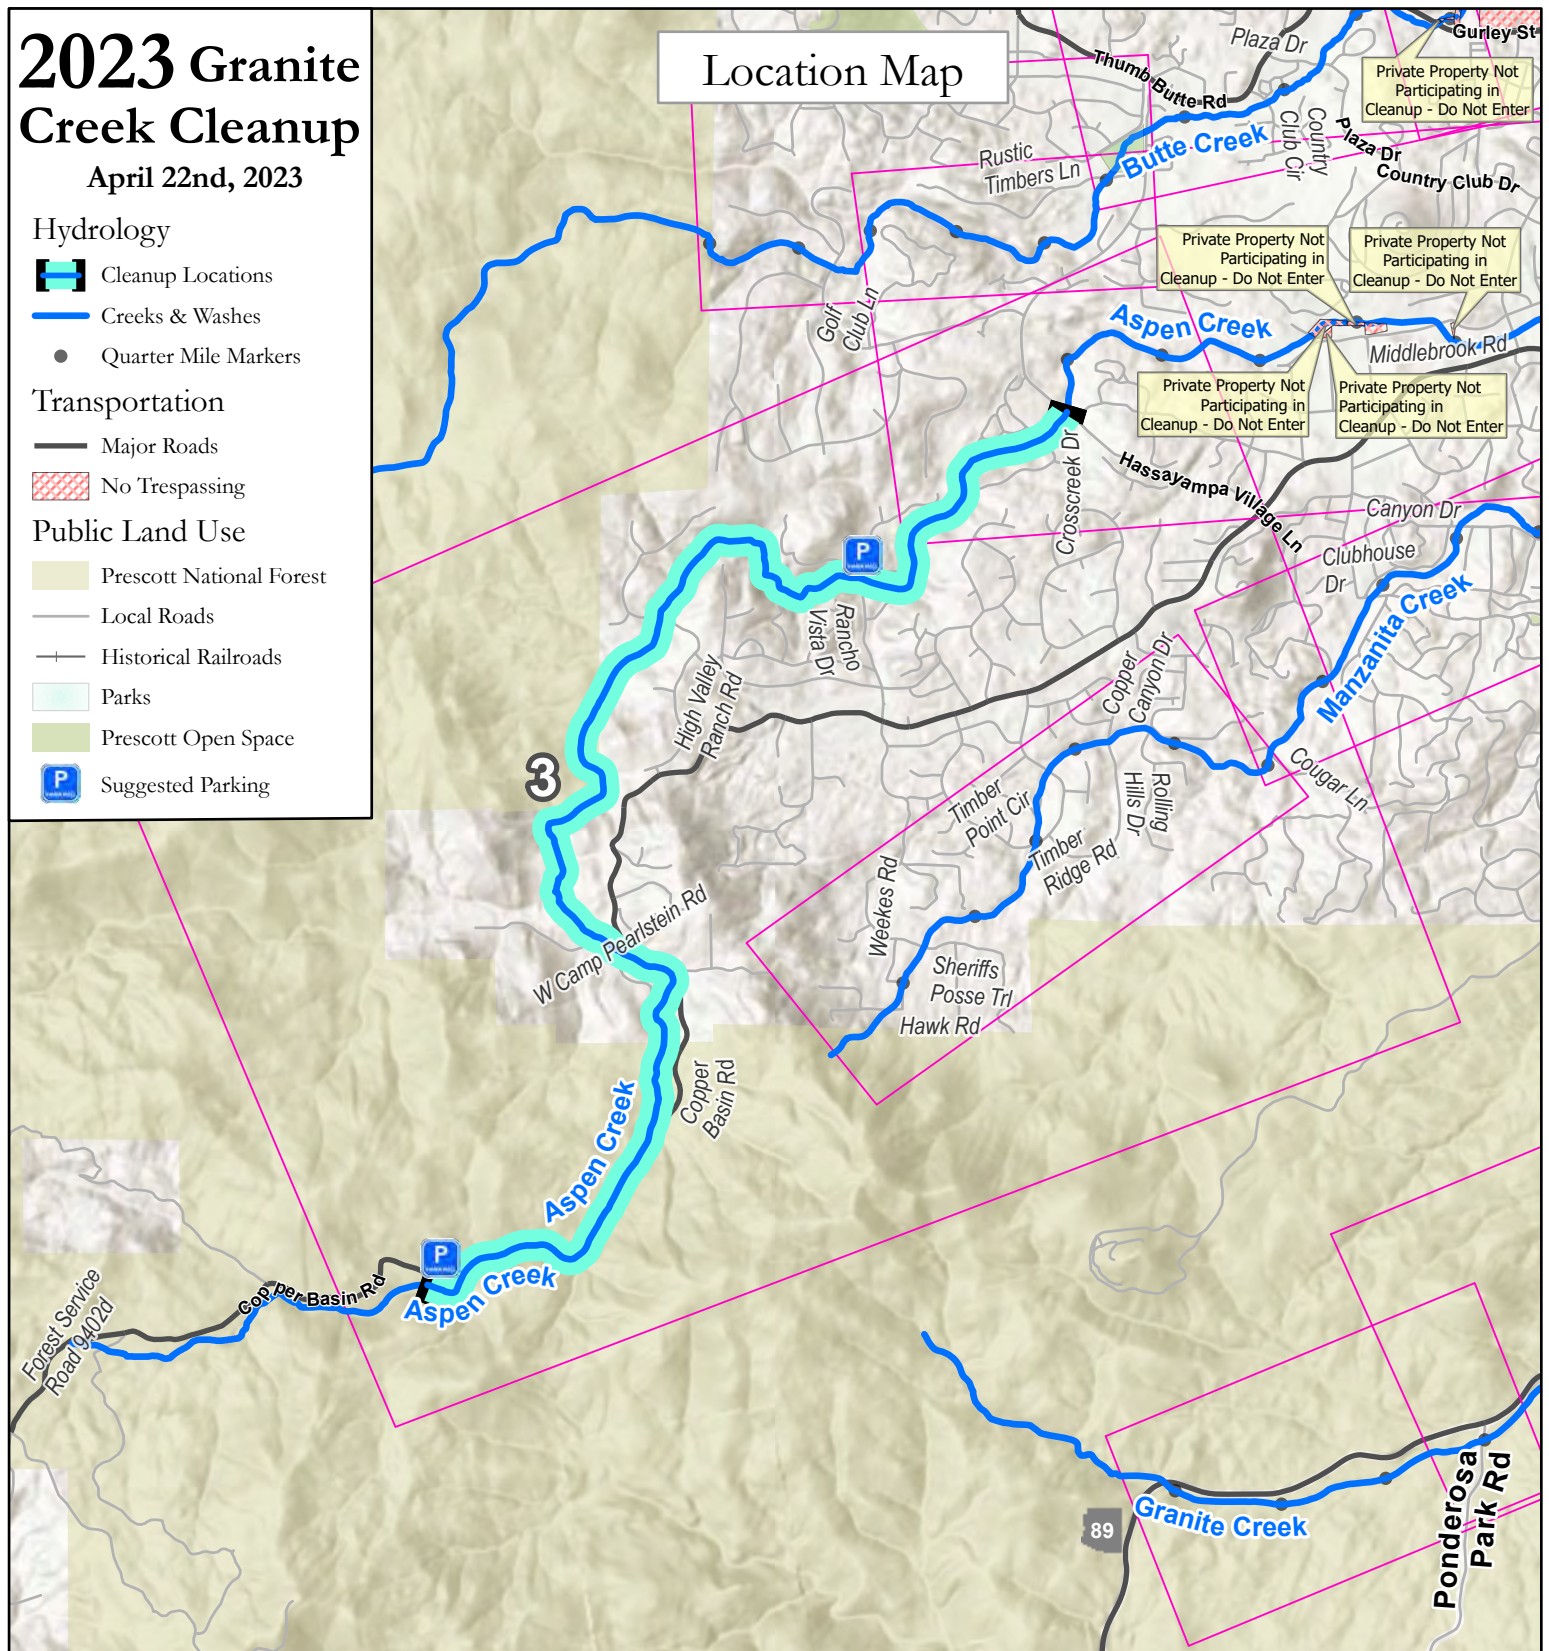 2023 Granite
Creek Cleanup
April 22nd, 2023
Hydrology
Cleanup Locations
Creeks & Washes
Quarter Mile Markers
Transportation
Major Roads
No Trespassing
Public Land Use
Prescott National Forest
Local Roads
Historical Railroads
Parks
Prescott Open Space
P
Suggested Parking
Location Map
Plaza Dr
Gurley St
Thumb Butte Rd
Private Property Not
Participating in
Cleanup - Do Not Enter
Butte Creek
Country
Club Cir
Plaza Dr
Country Club Dr
Rustic
Timbers Ln
Private Property Not
Participating in
Cleanup - Do Not Enter
Private Property Not
Participating in
Cleanup - Do Not Enter
Golf
Club Ln
Aspen Creek
Middlebrook Rd
Private Property Not
Participating in
Cleanup - Do Not Enter
Private Property Not
Participating in
Cleanup - Do Not Enter
Crosscreek Dr
Hassayampa Village Ln
Canyon Dr
Clubhouse
Dr
P
Manzanita Creek
Rancho
Vista Dr
High Valley
Ranch Rd
Copper
Canyon Dr
3
Cougar Ln
Timber
Point Cir
Rolling
Hills Dr
Timber
Ridge Rd
Weekes Rd
W Camp Pearlstein Rd
Sheriffs
Posse Trl
Hawk Rd
Copper
Basin Rd
Aspen Creek
P
Aspen Creek
Copper Basin Rd
Forest Service
Road 9402d
89
Granite Creek
Ponderosa
Park Rd